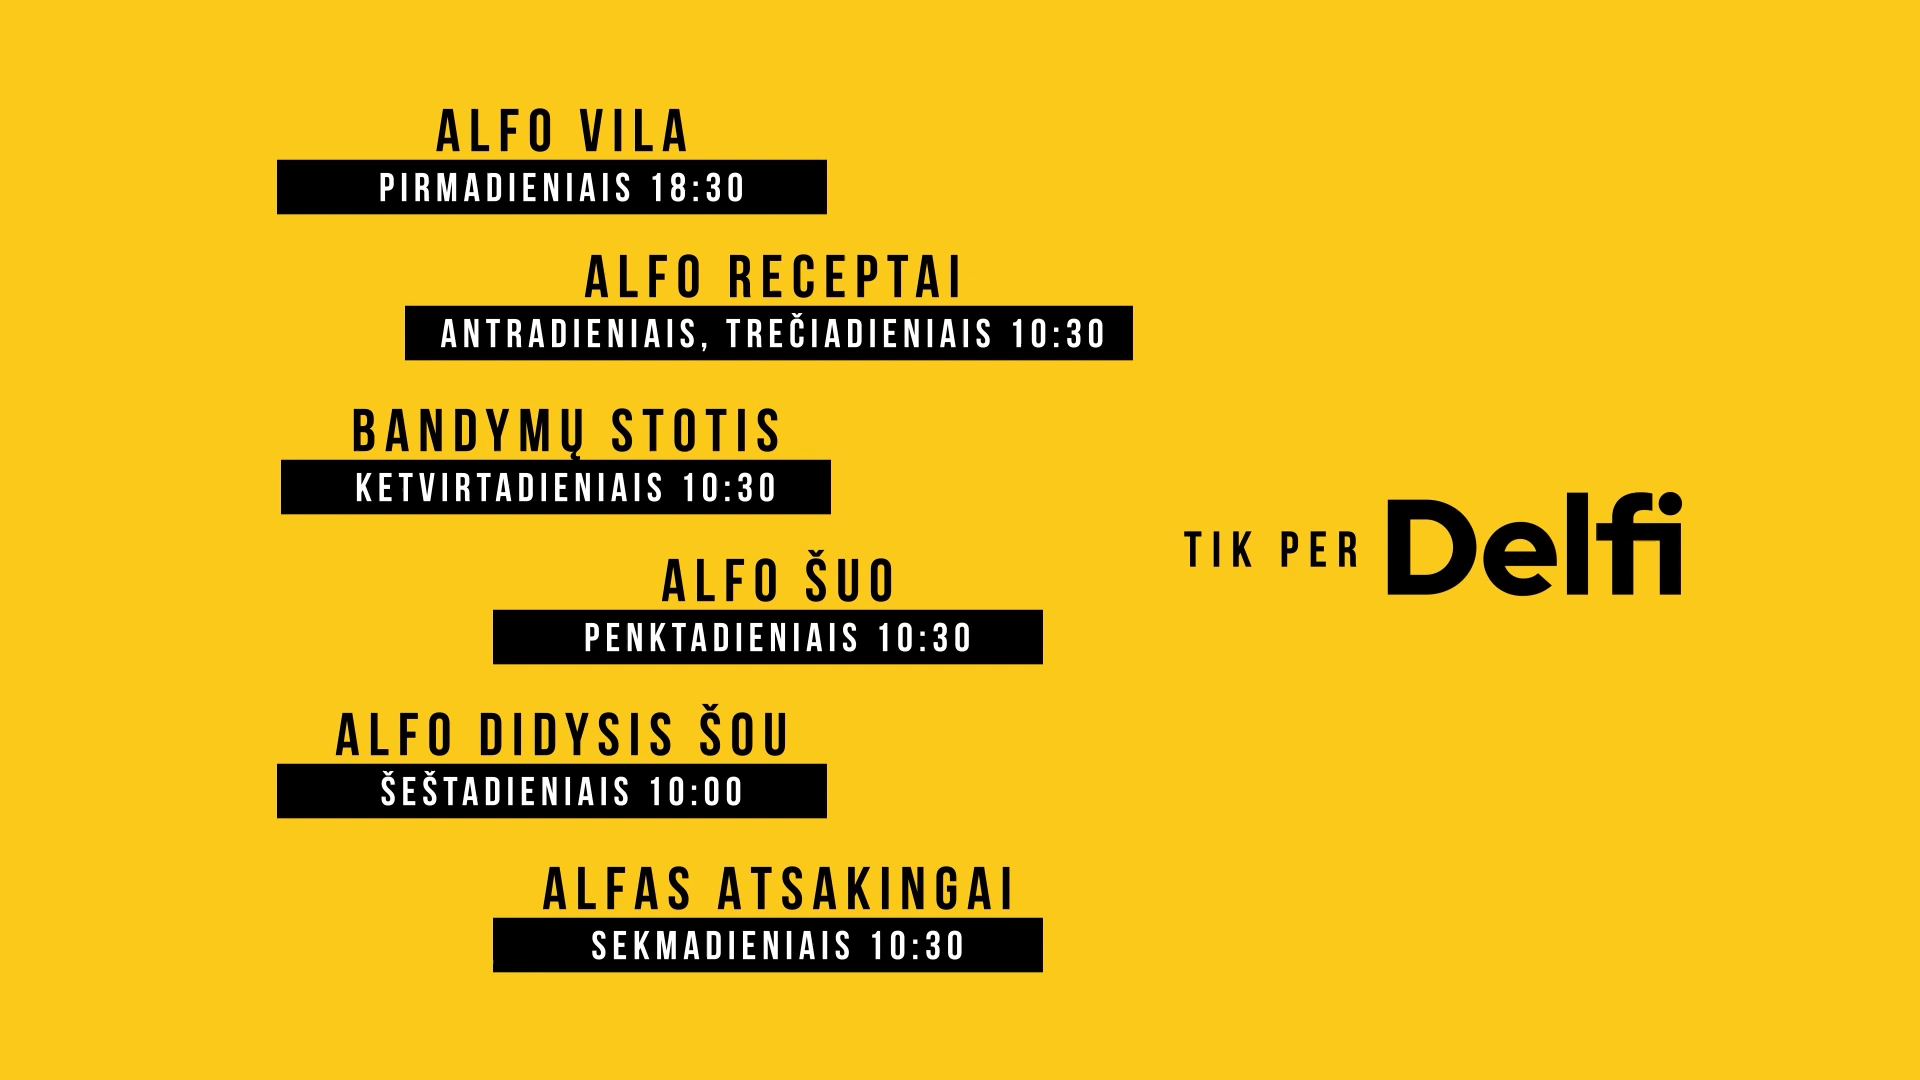 ALFO VILA
PIRMADIENIAIS 18:30
ALFO RECEPTAI
ANTRADIENIAIS, TREČIADIENIAIS 10:30
BANDYMŲ STOTIS
KETVIRTADIENIAIS 10:30
ALFO ŠUO
PENKTADIENIAIS 10:30
ALFO DIDYSIS ŠOU
ŠEŠTADIENIAIS 10:00
ALFAS ATSAKINGAI
SEKMADIENIAIS 10:30
TIK PER Delfi